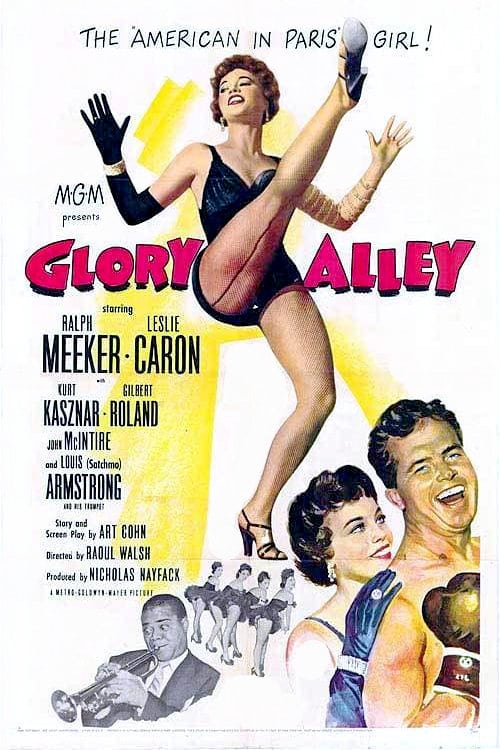 THE "AMERICAN IN PARIS" GIRL!
M-G-M
presents
GLORY ALLEY
starring
RALPH LESLIE
MEEKER · CARON
with
KURT GILBERT
KASZNAR · ROLAND
JOHN McINTIRE
and LOUIS (Satchmo)
ARMSTRONG
AND HIS TRUMPET
Story and
Screen Play by ART COHN
Directed by RAOUL WALSH
Produced by NICHOLAS NAYFACK
A METRO-GOLDWYN-MAYER PICTURE